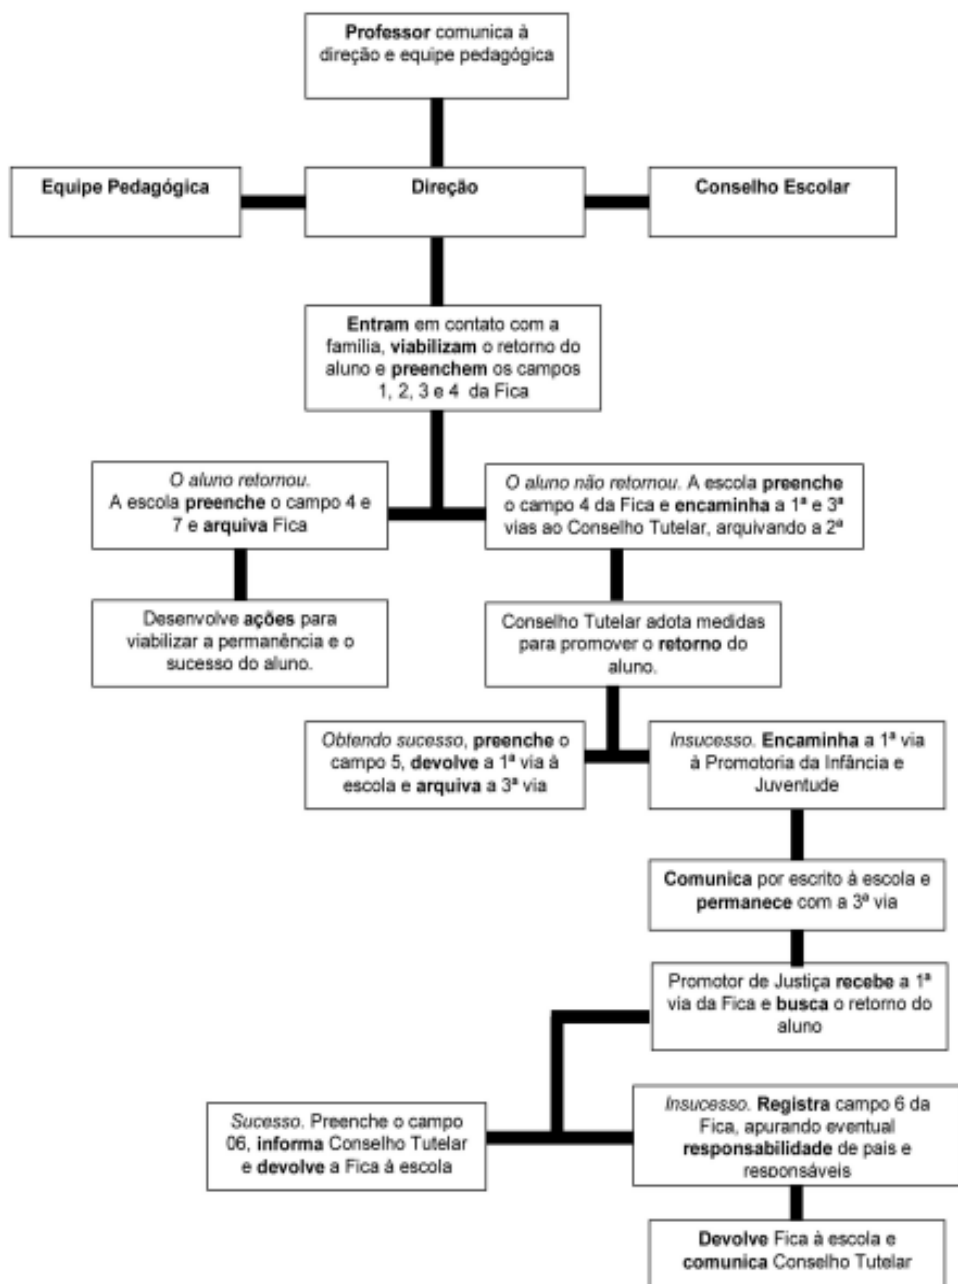 Professor comunica à
direção e equipe pedagógica
Equipe Pedagógica
Direção
Conselho Escolar
Entram em contato com a
família, viabilizam o retorno do
aluno e preenchem os campos
1, 2, 3 e 4 da Fica
O aluno retornou.
A escola preenche o campo 4 e
7 e arquiva Fica
O aluno não retornou. A escola preenche
o campo 4 da Fica e encaminha a 1ª e 3ª
vias ao Conselho Tutelar, arquivando a 2ª
Desenvolve ações para
viabilizar a permanência e o
sucesso do aluno.
Conselho Tutelar adota medidas
para promover o retorno do
aluno.
Obtendo sucesso, preenche o
campo 5, devolve a 1ª via à
escola e arquiva a 3ª via
Insucesso. Encaminha a 1ª via
à Promotoria da Infância e
Juventude
Comunica por escrito à escola e
permanece com a 3ª via
Promotor de Justiça recebe a 1ª
via da Fica e busca o retorno do
aluno
Sucesso. Preenche o campo
06, informa Conselho Tutelar
e devolve a Fica à escola
Insucesso. Registra campo 6 da
Fica, apurando eventual
responsabilidade de pais e
responsáveis
Devolve Fica à escola e
comunica Conselho Tutelar